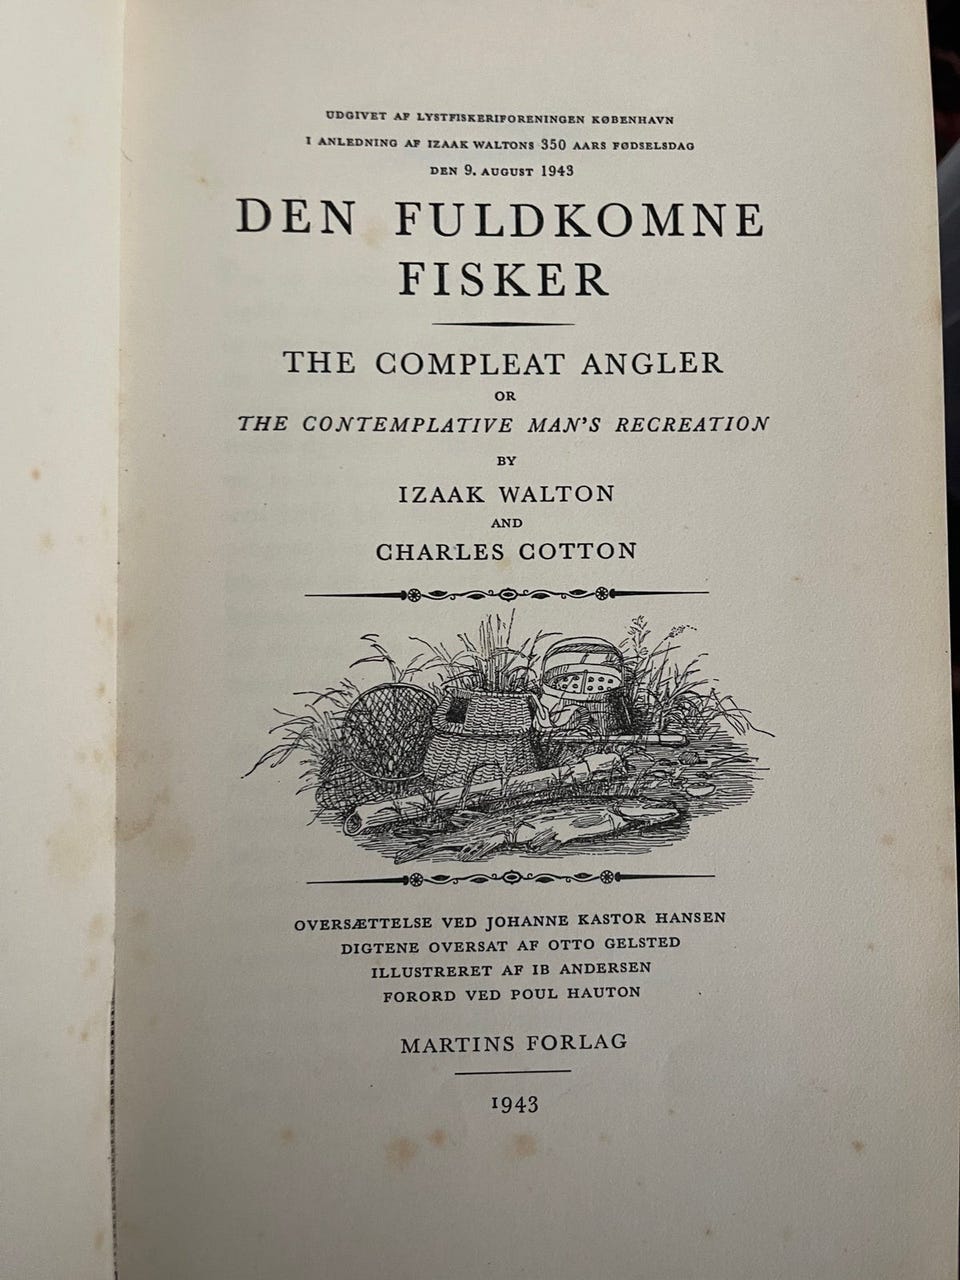 UDGIVET AF LYSTFISKERIFORENINGEN KØBENHAVN
I ANLEDNING AF IZAAK WALTONS 350 AARS FØDSELSDAG
DEN 9. AUGUST 1943
DEN FULDKOMNE
FISKER
THE COMPLEAT ANGLER
OR
THE CONTEMPLATIVE MAN'S RECREATION
BY
IZAAK WALTON
AND
CHARLES COTTON
OVERSÆTTELSE VED JOHANNE KASTOR HANSEN
DIGTENE OVERSAT AF OTTO GELSTED
ILLUSTRERET AF IB ANDERSEN
FORORD VED POUL HAUTON
MARTINS FORLAG
1943